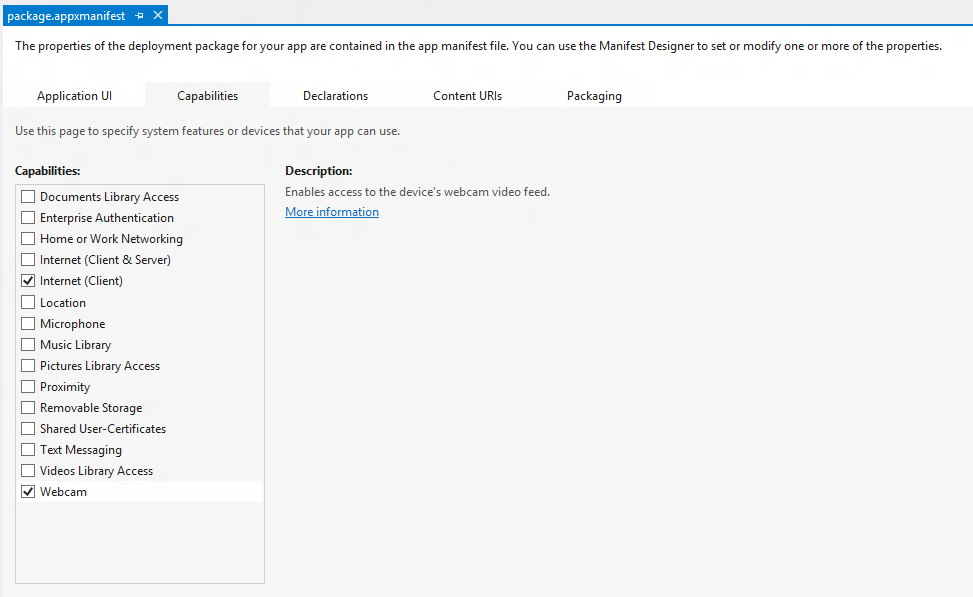 package.appxmanifest
The properties of the deployment package for your app are contained in the app manifest file. You can use the Manifest Designer to set or modify one or more of the properties.
Application UI Capabilities Declarations Content URIs Packaging
Use this page to specify system features or devices that your app can use.
Capabilities:
Documents Library Access
Enterprise Authentication
Home or Work Networking
Internet (Client & Server)
Internet (Client)
Location
Microphone
Music Library
Pictures Library Access
Proximity
Removable Storage
Shared User-Certificates
Text Messaging
Videos Library Access
Webcam
Description:
Enables access to the device's webcam video feed.
More information